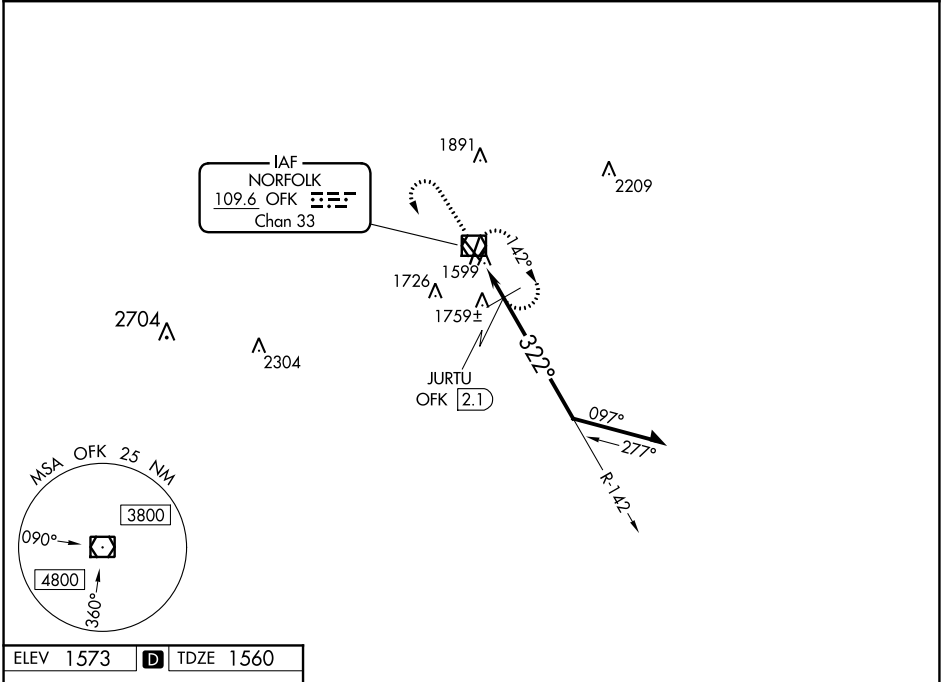 1891
2209
IAF
NORFOLK
109.6 OFK
Chan 33
142°
1599
1726
1759±
2704
2304
322°
JURTU
OFK 2.1
097°
277°
R-142
MSA OFK 25 NM
3800
090°
4800
360°
ELEV 1573 D TDZE 1560